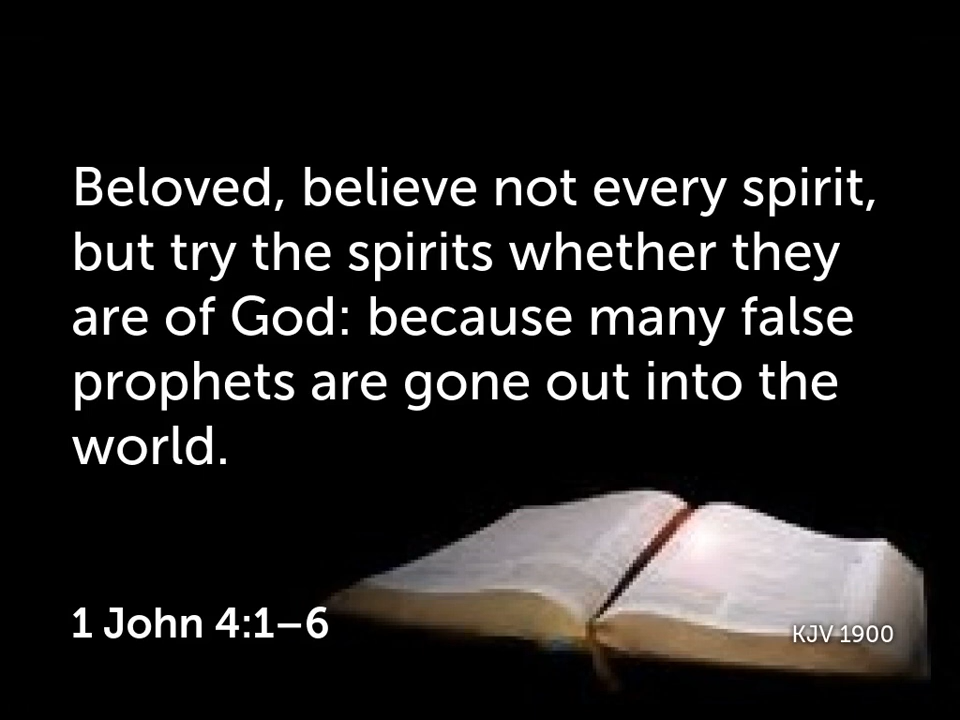 Beloved, believe not every spirit,
but try the spirits whether they
are of God: because many false
prophets are gone out into the
world.
1 John 4:1–6
KJV 1900